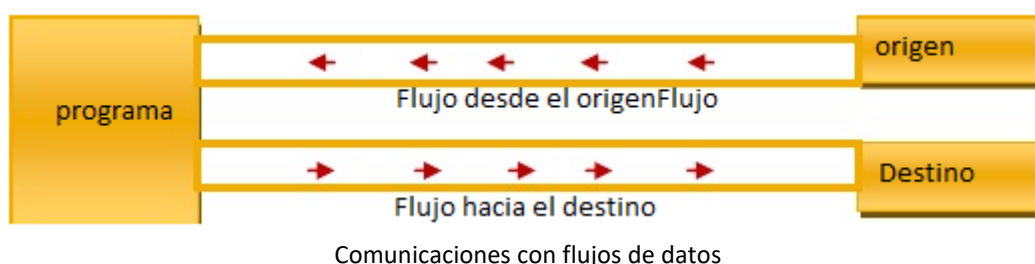 origen
Flujo desde el origenFlujo
programa
Destino
Flujo hacia el destino
Comunicaciones con flujos de datos